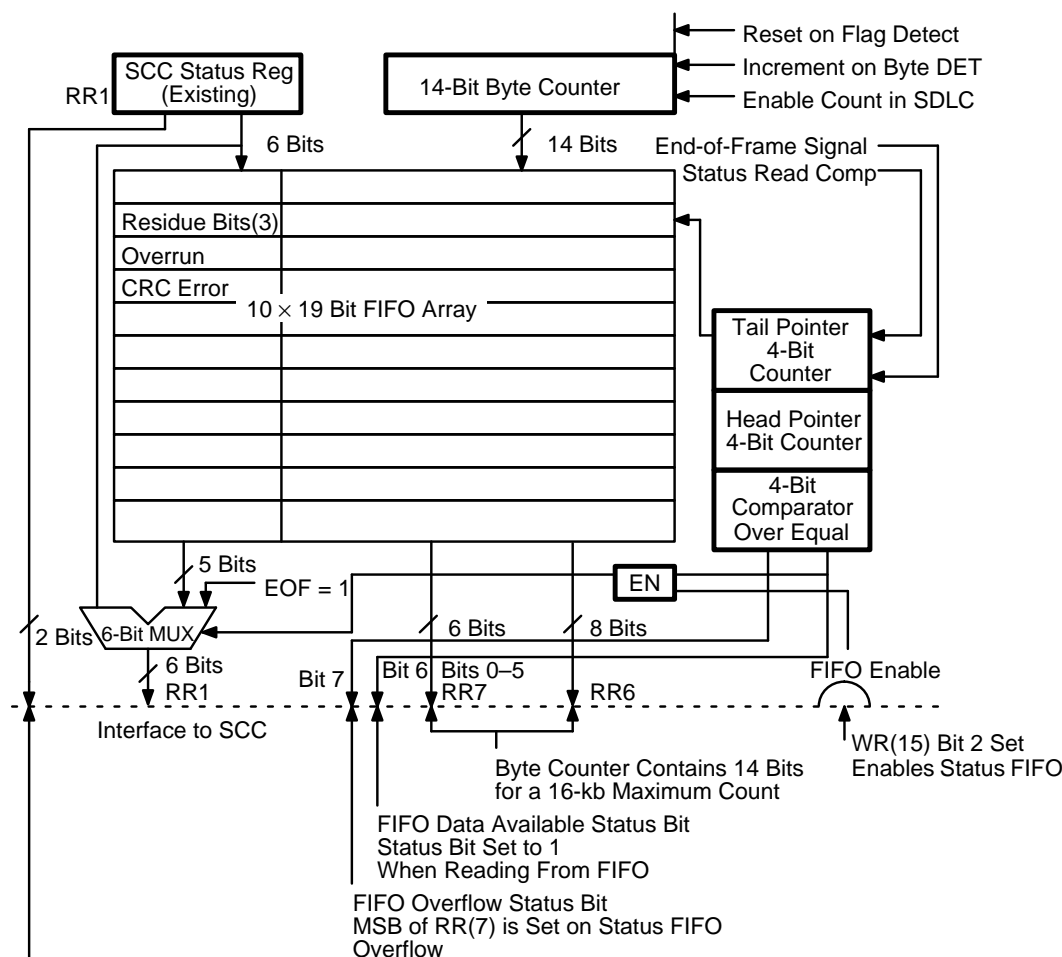 Reset on Flag Detect
SCC Status Reg
(Existing)
RR1
14-Bit Byte Counter
Increment on Byte DET
Enable Count in SDLC
6 Bits
14 Bits
End-of-Frame Signal
Status Read Comp
Residue Bits(3)
Overrun
CRC Error
10 × 19 Bit FIFO Array
Tail Pointer
4-Bit
Counter
Head Pointer
4-Bit Counter
4-Bit
Comparator
Over Equal
5 Bits
EOF = 1
EN
2 Bits
6-Bit MUX
6 Bits
8 Bits
6 Bits
RR1
Bit 7
Bit 6
Bits 0–5
RR7
RR6
FIFO Enable
Interface to SCC
WR(15) Bit 2 Set
Enables Status FIFO
Byte Counter Contains 14 Bits
for a 16-kb Maximum Count
FIFO Data Available Status Bit
Status Bit Set to 1
When Reading From FIFO
FIFO Overflow Status Bit
MSB of RR(7) is Set on Status FIFO
Overflow